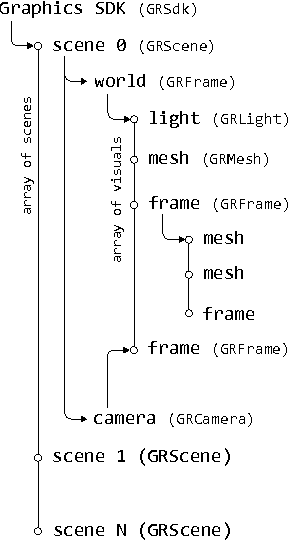 Graphics SDK (GRSdk)
scene 0 (GRScene)
world (GRFrame)
array of scenes
array of visuals
light (GRLight)
mesh (GRMesh)
frame (GRFrame)
mesh
mesh
frame
frame (GRFrame)
camera (GRCamera)
scene 1 (GRScene)
scene N (GRScene)